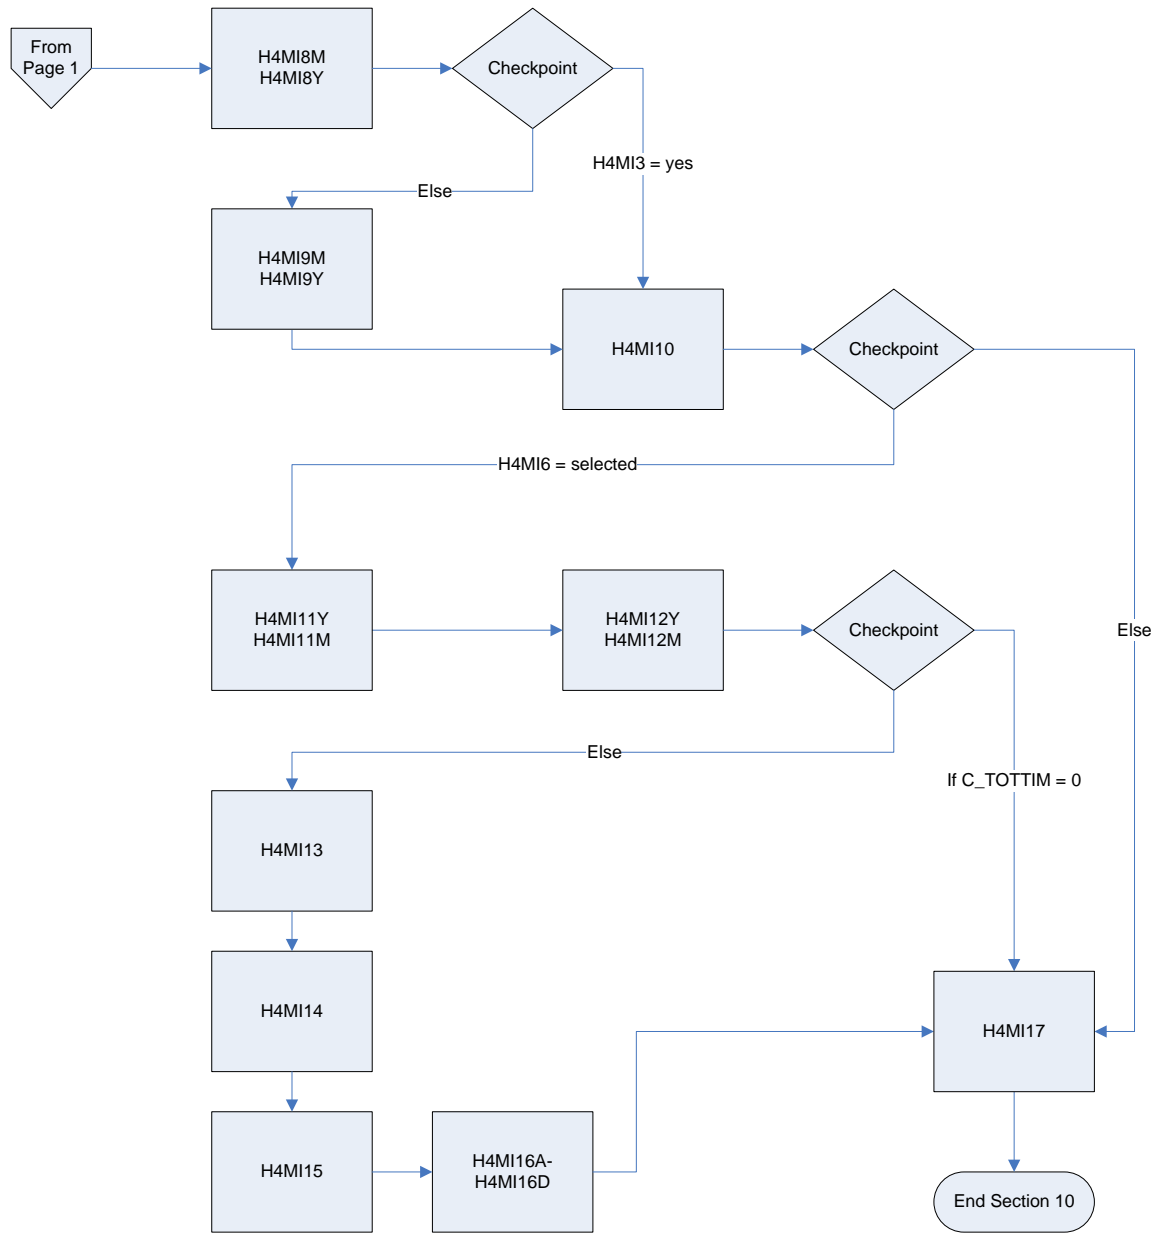 From
Page 1
H4MI8M
H4MI8Y
Checkpoint
H4MI3 = yes
Else
H4MI9M
H4MI9Y
H4MI10
Checkpoint
H4MI6 = selected
H4MI11Y
H4MI11M
H4MI12Y
H4MI12M
Checkpoint
Else
Else
If C_TOTTIM = 0
H4MI13
H4MI14
H4MI17
H4MI15
H4MI16A-
H4MI16D
End Section 10